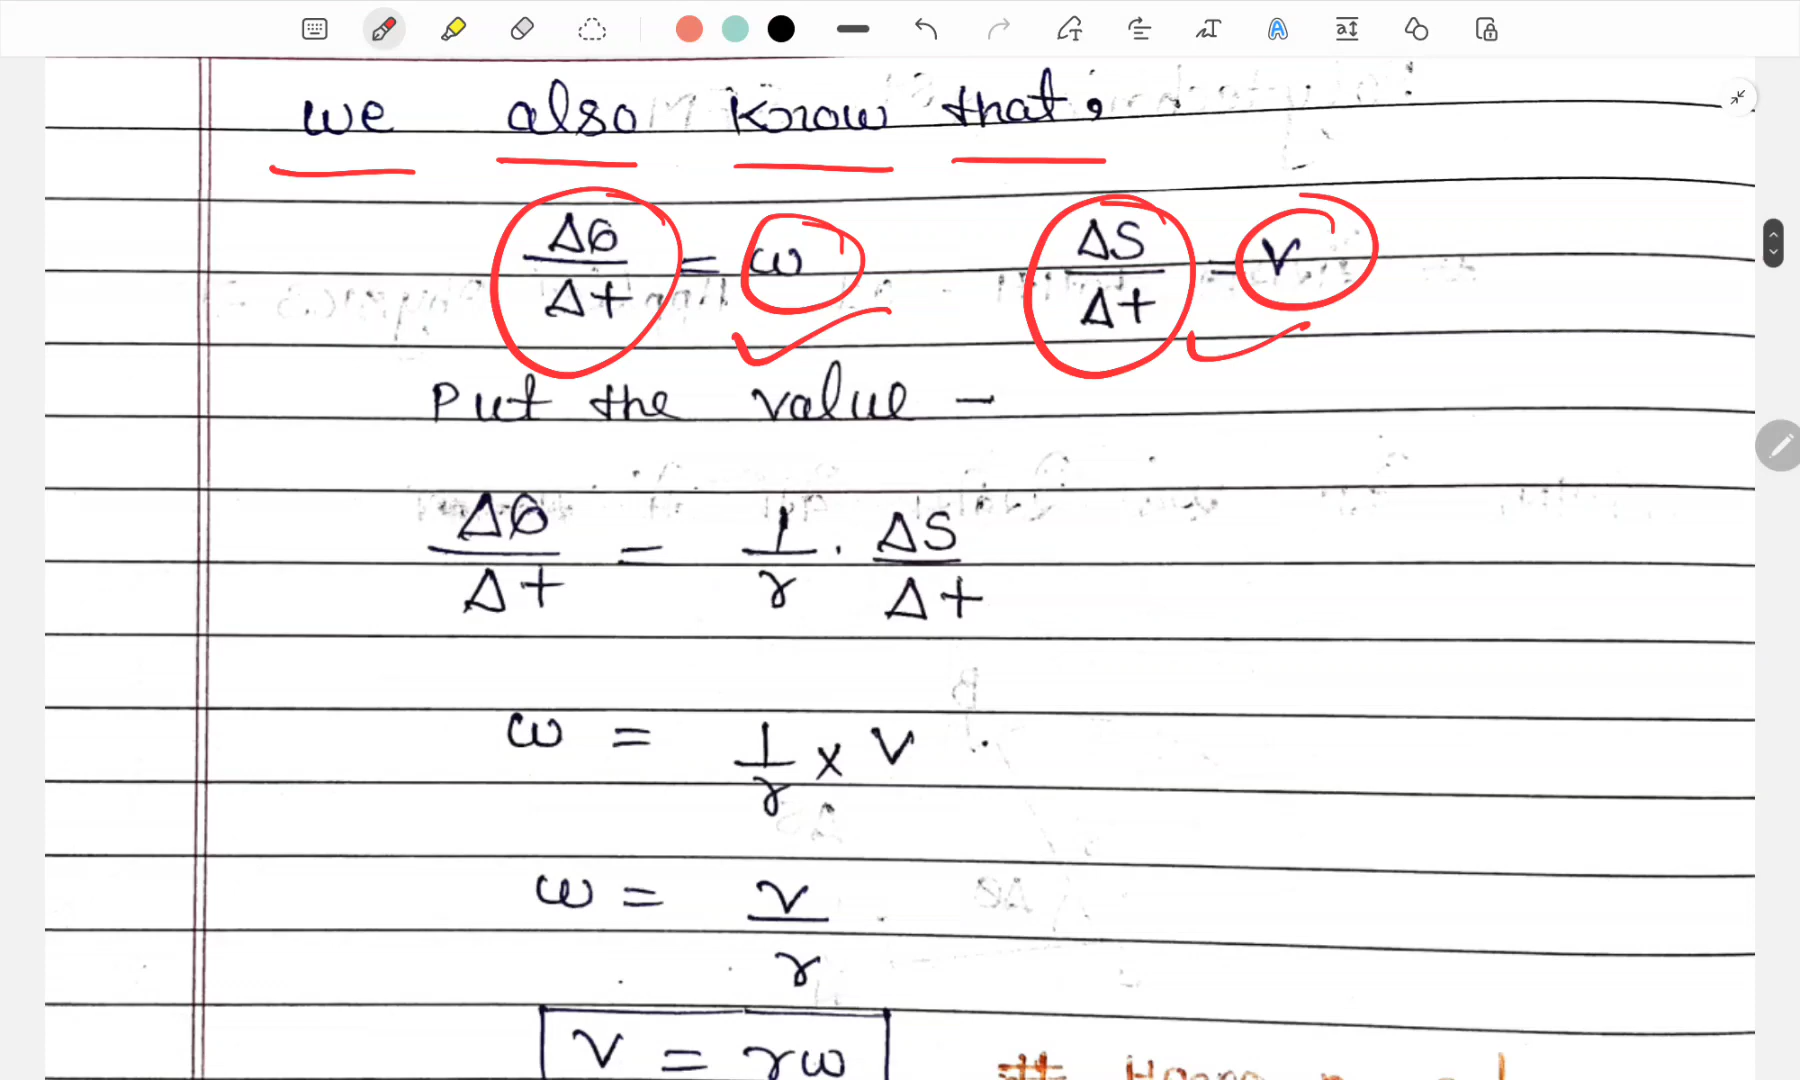 we also know that,
Δθ/Δt = ω ΔS/Δt = v
Put the value –
Δθ/Δt = 1/r · ΔS/Δt
ω = 1/r × v
ω = v/r
v = rω